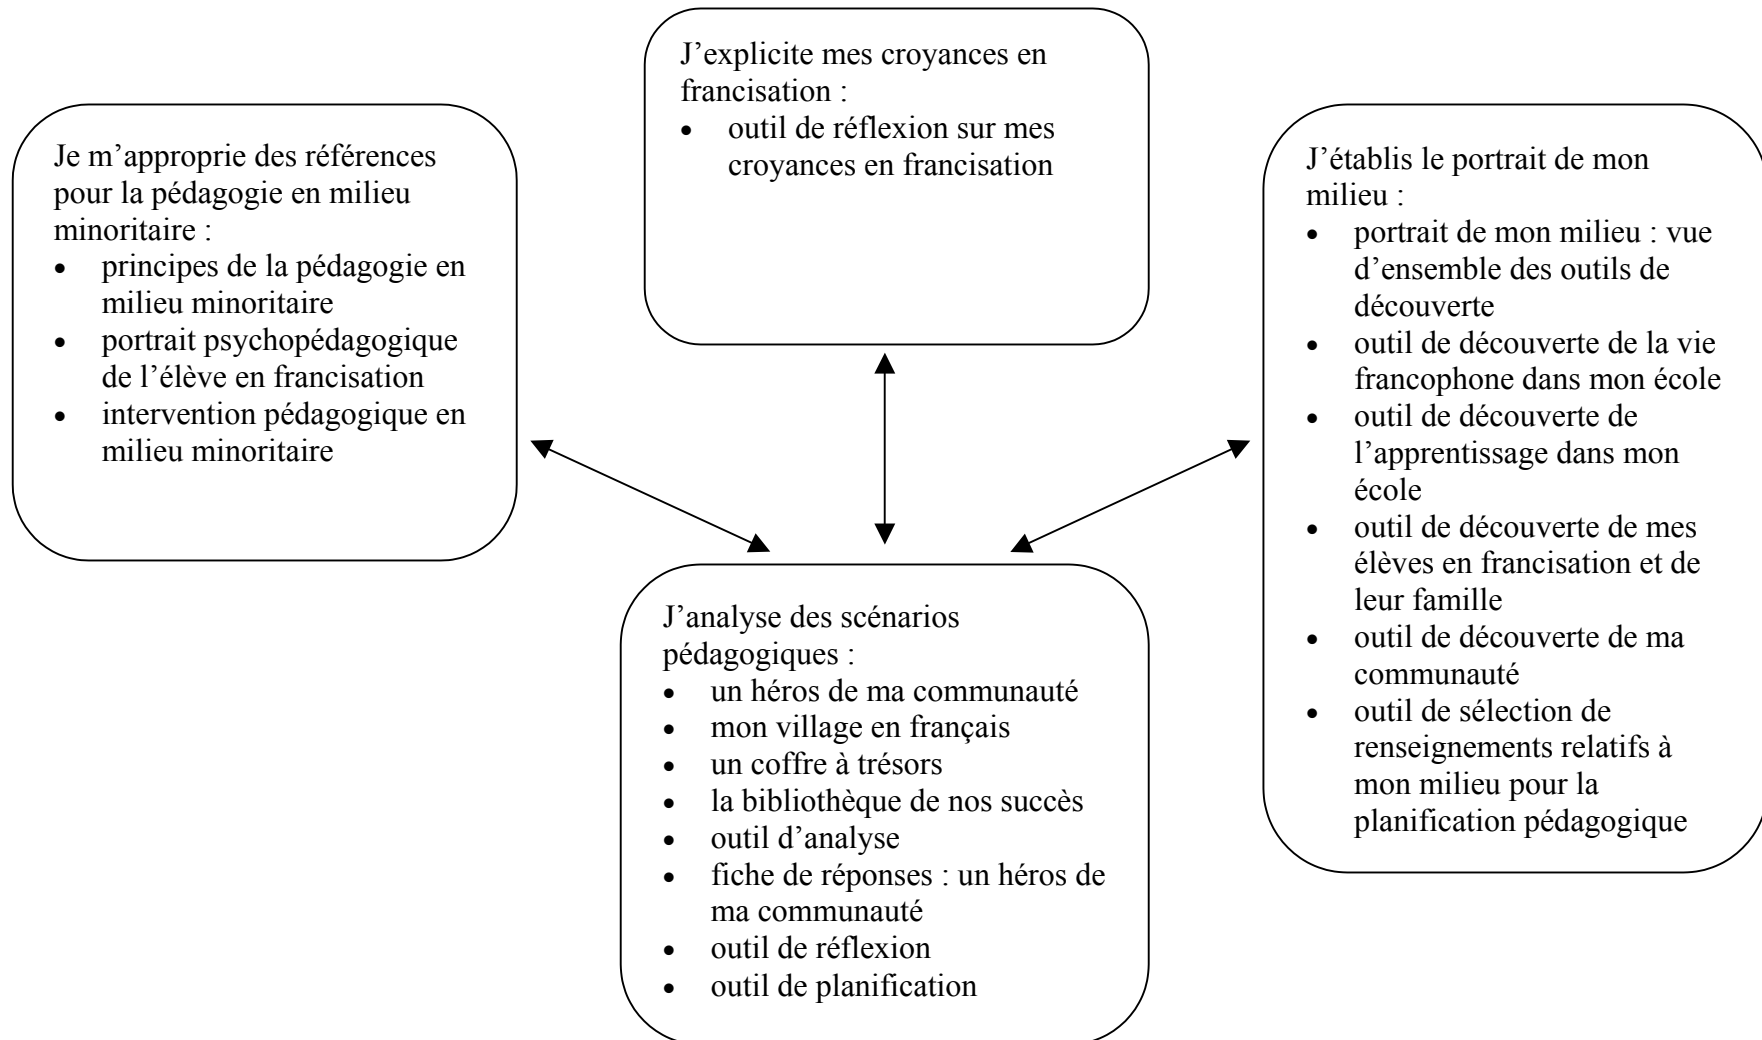 J’explicite mes croyances en
francisation :
• outil de réflexion sur mes
croyances en francisation
Je m’approprie des références
pour la pédagogie en milieu
minoritaire :
• principes de la pédagogie en
milieu minoritaire
• portrait psychopédagogique
de l’élève en francisation
• intervention pédagogique en
milieu minoritaire
J’établis le portrait de mon
milieu :
• portrait de mon milieu : vue
d’ensemble des outils de
découverte
• outil de découverte de la vie
francophone dans mon école
• outil de découverte de
l’apprentissage dans mon
école
• outil de découverte de mes
élèves en francisation et de
leur famille
• outil de découverte de ma
communauté
• outil de sélection de
renseignements relatifs à
mon milieu pour la
planification pédagogique
J’analyse des scénarios
pédagogiques :
• un héros de ma communauté
• mon village en français
• un coffre à trésors
• la bibliothèque de nos succès
• outil d’analyse
• fiche de réponses : un héros de
ma communauté
• outil de réflexion
• outil de planification